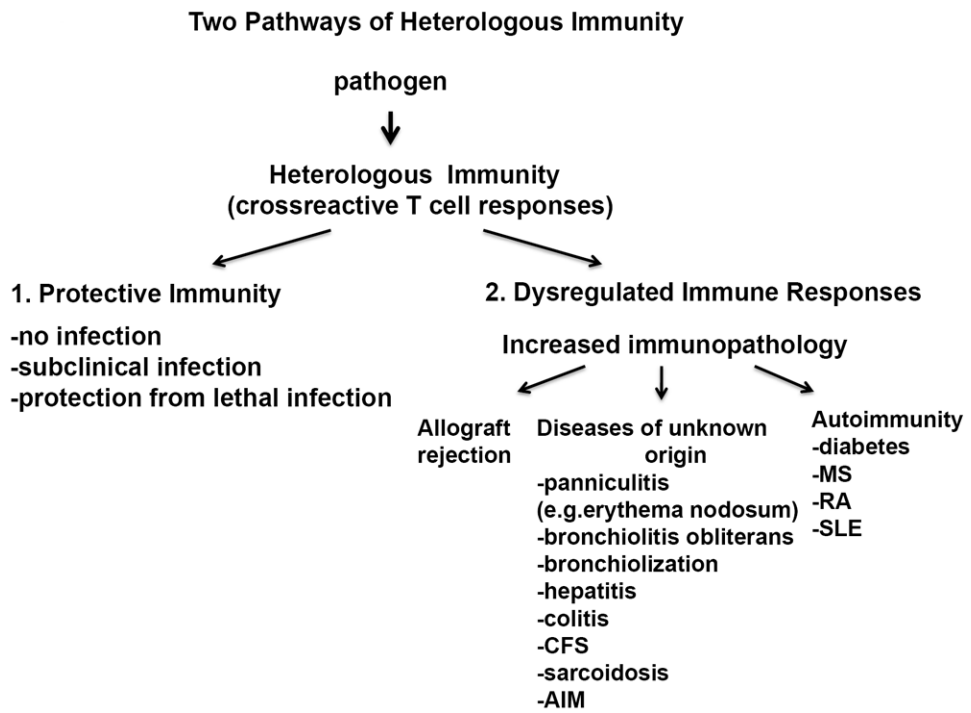 Two Pathways of Heterologous Immunity
pathogen
Heterologous Immunity
(crossreactive T cell responses)
1. Protective Immunity
-no infection
-subclinical infection
-protection from lethal infection
2. Dysregulated Immune Responses
Increased immunopathology
Allograft
rejection
Diseases of unknown
origin
-panniculitis
(e.g.erythema nodosum)
-bronchiolitis obliterans
-bronchiolization
-hepatitis
-colitis
-CFS
-sarcoidosis
-AIM
Autoimmunity
-diabetes
-MS
-RA
-SLE